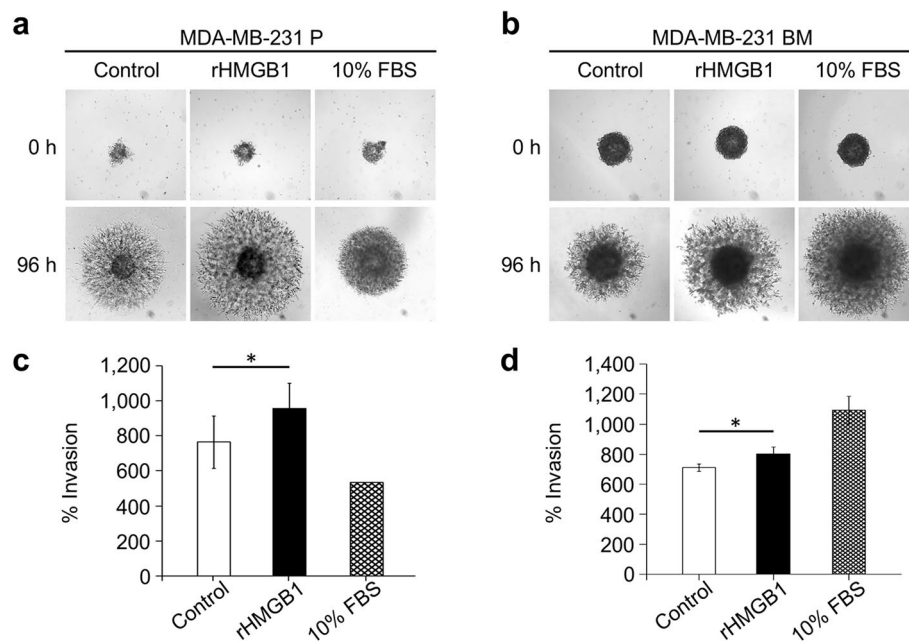 a
MDA-MB-231 P
Control rHMGB1 10% FBS
0 h
96 h
b
MDA-MB-231 BM
Control rHMGB1 10% FBS
0 h
96 h
c
% Invasion
1,200
1,000
800
600
400
200
0
*
Control rHMGB1 10% FBS
d
% Invasion
1,400
1,200
1,000
800
600
400
200
0
*
Control rHMGB1 10% FBS